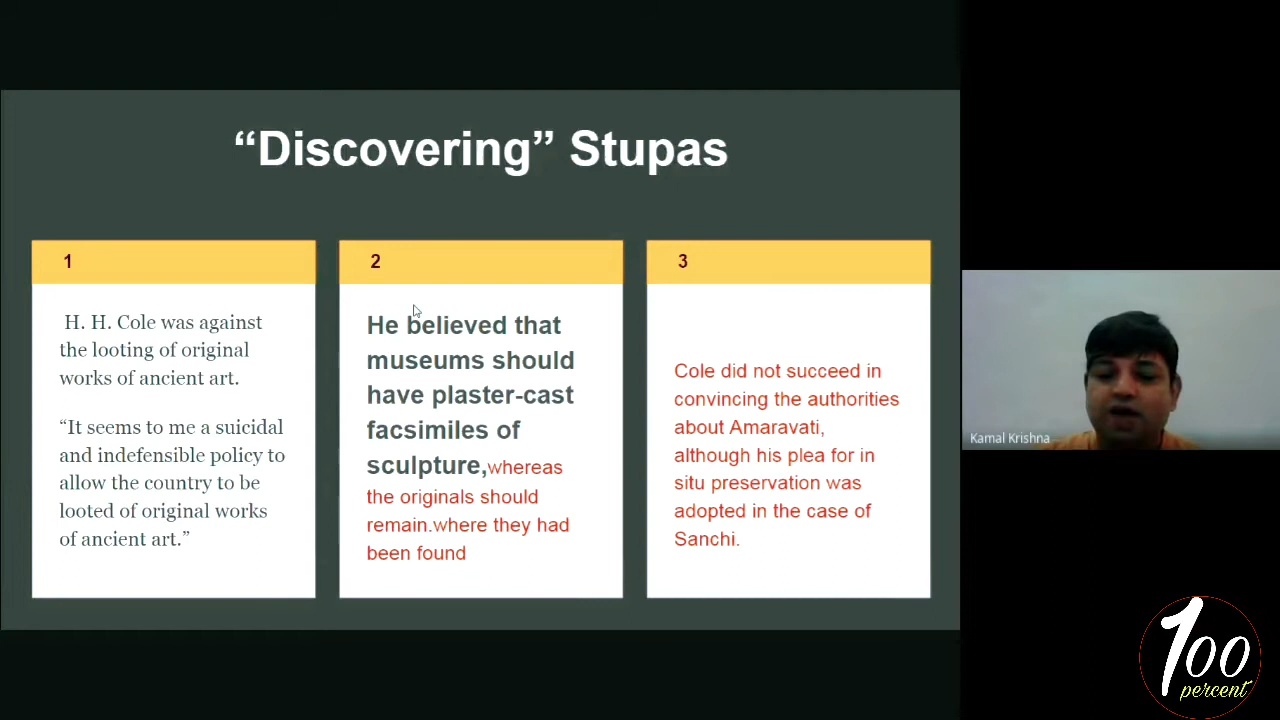 “Discovering” Stupas
1
H. H. Cole was against
the looting of original
works of ancient art.
“It seems to me a suicidal
and indefensible policy to
allow the country to be
looted of original works
of ancient art.”
2
He believed that
museums should
have plaster-cast
facsimiles of
sculpture,whereas
the originals should
remain.where they had
been found
3
Cole did not succeed in
convincing the authorities
about Amaravati,
although his plea for in
situ preservation was
adopted in the case of
Sanchi.
Kamal Krishna
100
percent